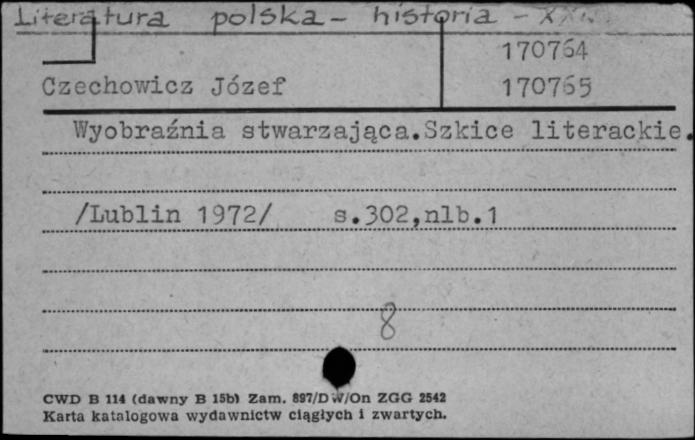 Literatura polska - historia - XX w.
170764
Czechowicz Józef 170765
Wyobraźnia stwarzająca.Szkice literackie.
/Lublin 1972/ s.302,nlb.1
8
CWD B 114 (dawny B 15b) Zam. 897/DW/On ZGG 2542
Karta katalogowa wydawnictw ciągłych i zwartych.